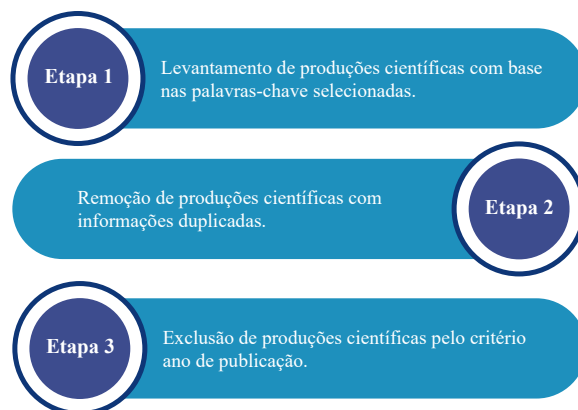 Etapa 1
Levantamento de produções científicas com base
nas palavras-chave selecionadas.
Remoção de produções científicas com
informações duplicadas.
Etapa 2
Etapa 3
Exclusão de produções científicas pelo critério
ano de publicação.